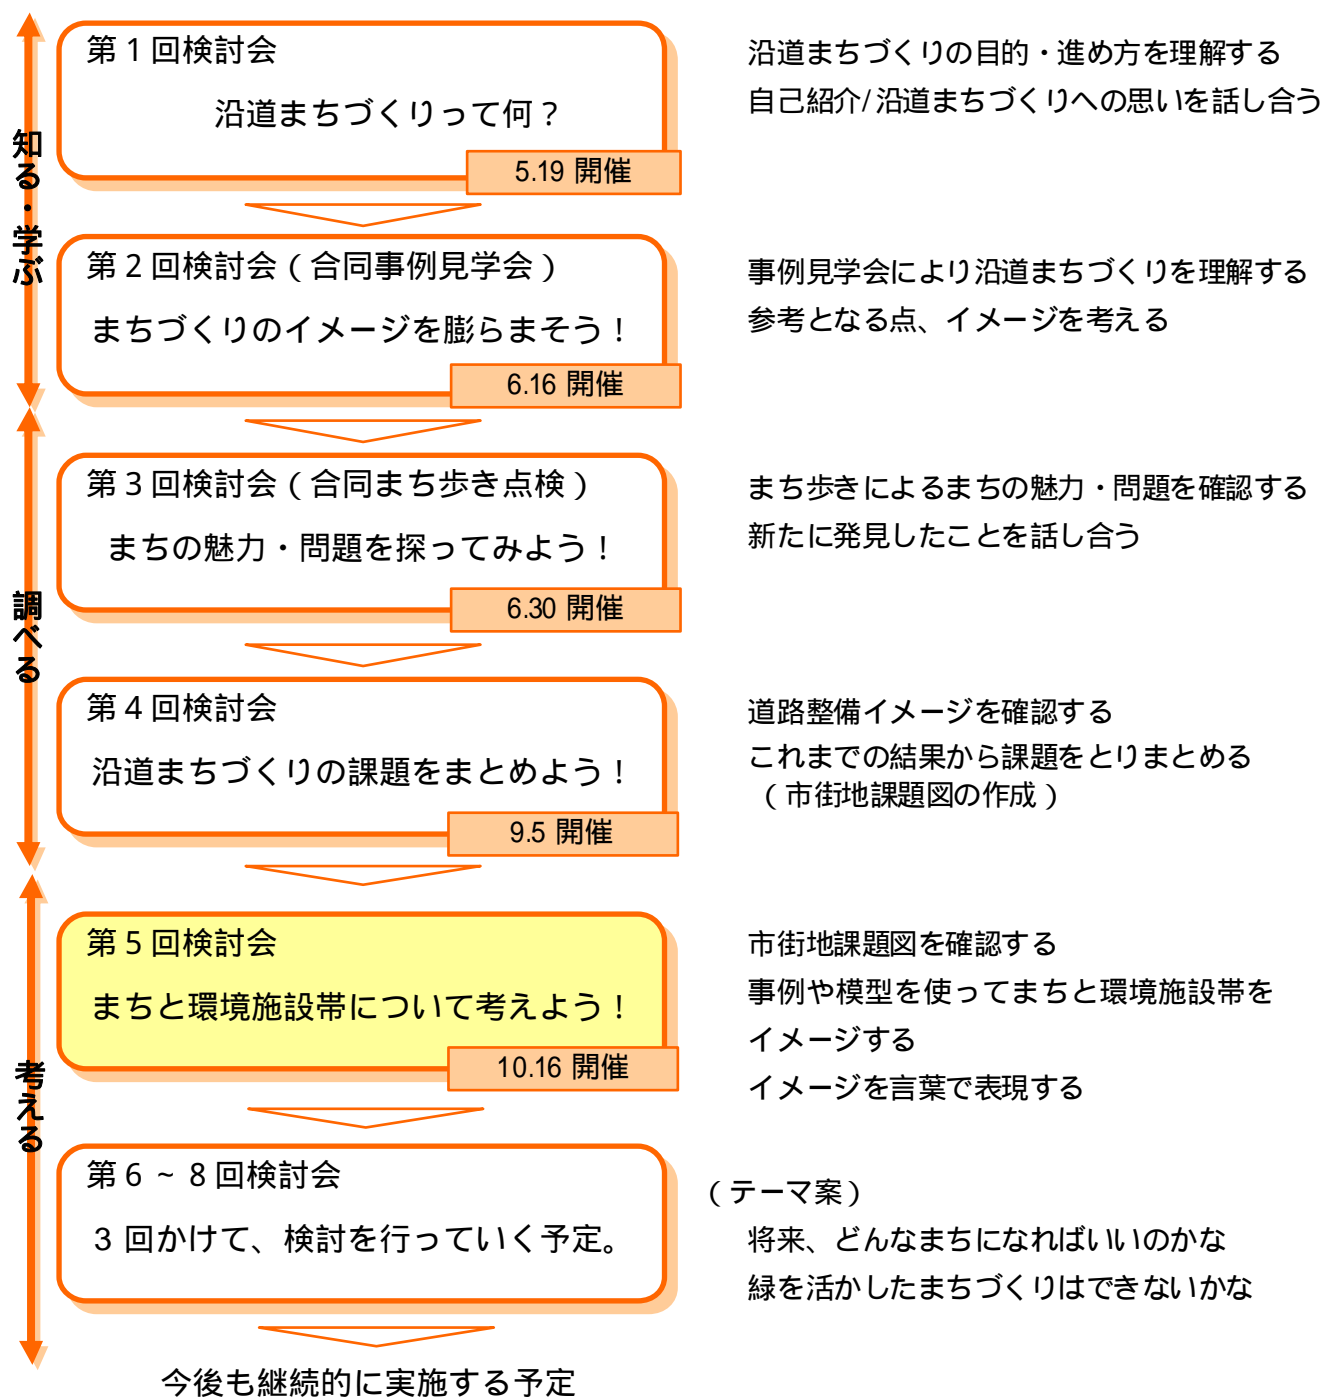 知る・学ぶ
第1回検討会
沿道まちづくりって何?
5.19 開催
沿道まちづくりの目的・進め方を理解する
自己紹介/沿道まちづくりへの思いを話し合う
第2回検討会(合同事例見学会)
まちづくりのイメージを膨らまそう!
6.16 開催
事例見学会により沿道まちづくりを理解する
参考となる点、イメージを考える
調べる
第3回検討会(合同まち歩き点検)
まちの魅力・問題を探ってみよう!
6.30 開催
まち歩きによるまちの魅力・問題を確認する
新たに発見したことを話し合う
第4回検討会
沿道まちづくりの課題をまとめよう!
9.5 開催
道路整備イメージを確認する
これまでの結果から課題をとりまとめる
(市街地課題図の作成)
考える
第5回検討会
まちと環境施設帯について考えよう!
10.16 開催
市街地課題図を確認する
事例や模型を使ってまちと環境施設帯を
イメージする
イメージを言葉で表現する
第6~8回検討会
3回かけて、検討を行っていく予定。
(テーマ案)
将来、どんなまちになればいいのかな
緑を活かしたまちづくりはできないかな
今後も継続的に実施する予定